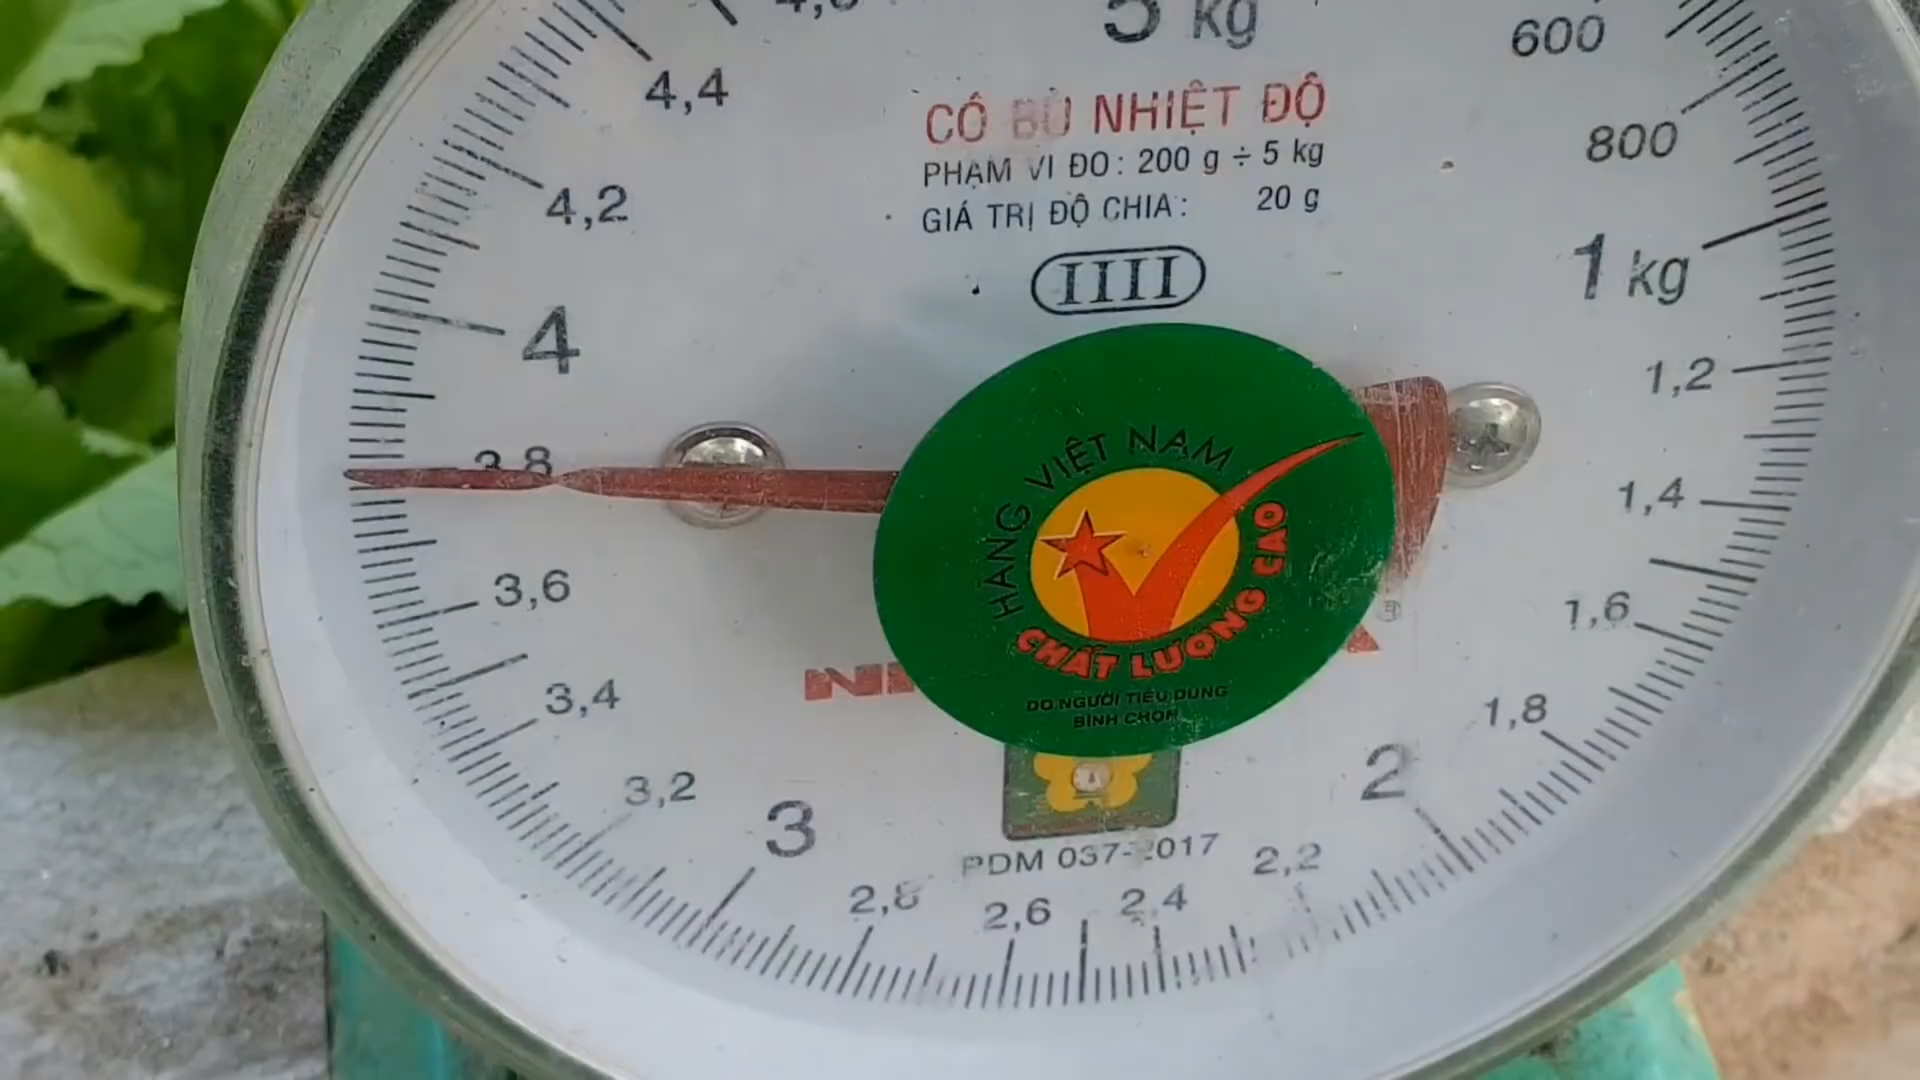 5 kg
600
4,4
CÓ BÙ NHIỆT ĐỘ
800
PHẠM VI ĐO: 200 g ÷ 5 kg
4,2
GIÁ TRỊ ĐỘ CHIA: 20 g
1 kg
IIII
4
1,2
3,8
HÀNG VIỆT NAM
1,4
3,6
1,6
CHẤT LƯỢNG CAO
3,4
DO NGƯỜI TIÊU DÙNG
BÌNH CHỌN
1,8
3,2
2
3
PDM 037-2017
2,2
2,8
2,6
2,4